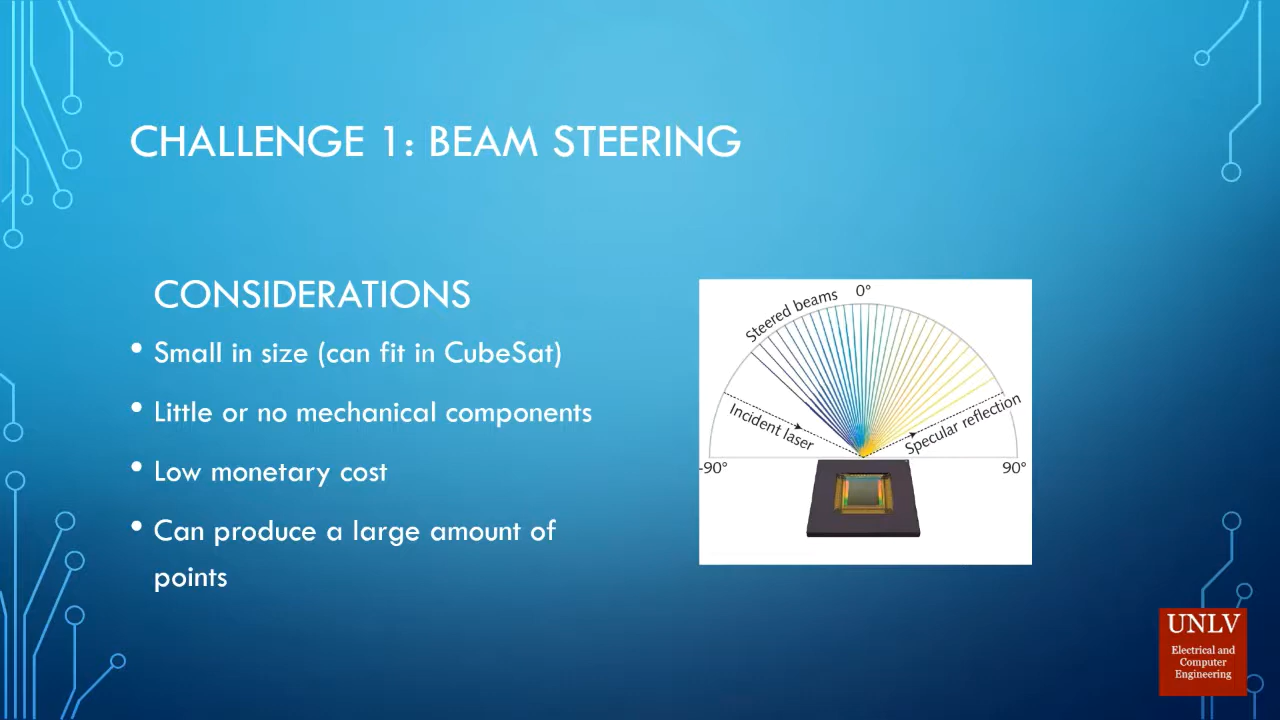 CHALLENGE 1: BEAM STEERING
CONSIDERATIONS
• Small in size (can fit in CubeSat)
• Little or no mechanical components
• Low monetary cost
• Can produce a large amount of
points
Steered beams
0°
Incident laser
Specular reflection
-90°
90°
UNLV
Electrical and
Computer
Engineering